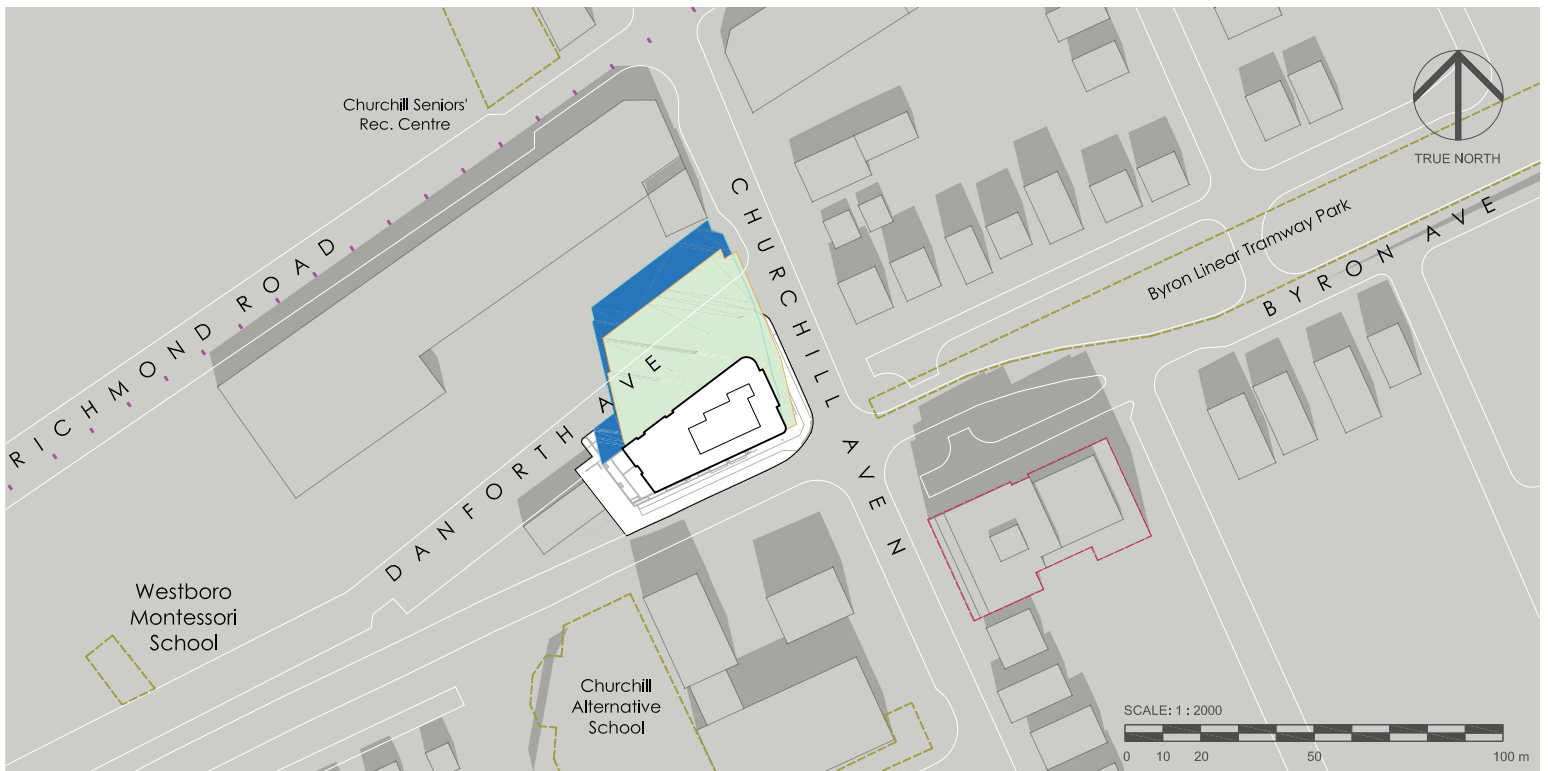 Churchill Seniors'
Rec. Centre
TRUE NORTH
CHURCHILL AVEN
Byron Linear Tramway Park
BYRON AVE
RICHMOND ROAD
DANFORTH AVE
Westboro
Montessori
School
Churchill
Alternative
School
SCALE: 1 : 2000
0 10 20 50 100 m